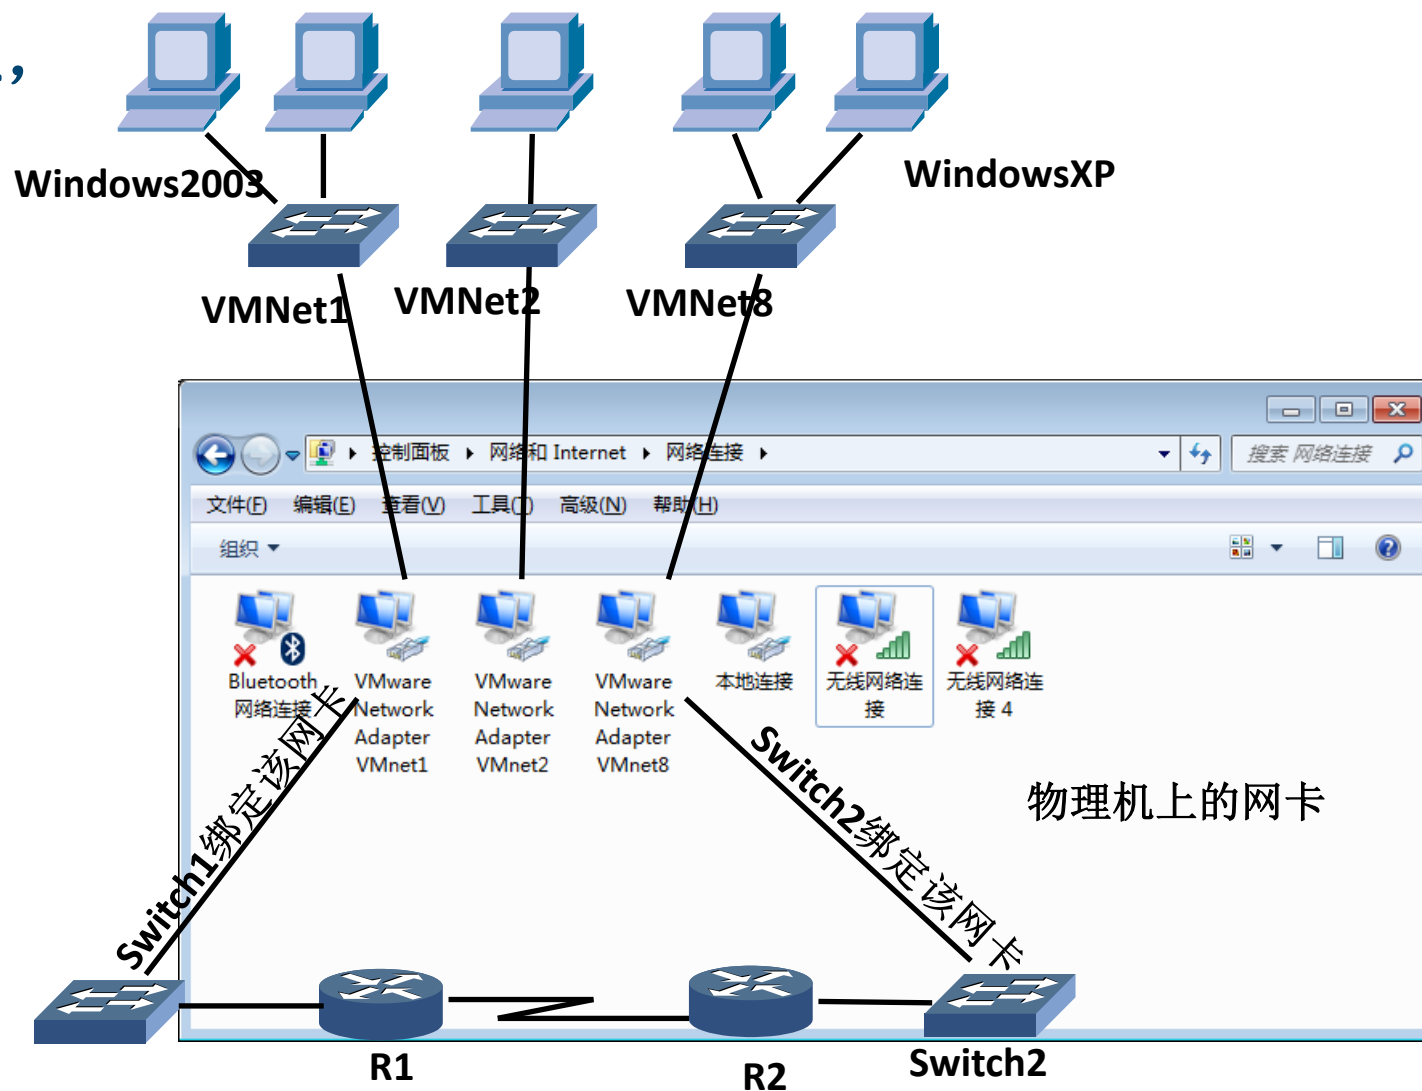 ，
Windows2003
WindowsXP
VMNet1
VMNet2
VMNet8
控制面板 网络和 Internet 网络连接
搜索 网络连接
文件(F) 编辑(E) 查看(V) 工具(T) 高级(N) 帮助(H)
组织
Bluetooth
网络连接
VMware
Network
Adapter
VMnet1
VMware
Network
Adapter
VMnet2
VMware
Network
Adapter
VMnet8
本地连接
无线网络连
接
无线网络连
接 4
Switch1绑定该网卡
Switch2绑定该网卡
物理机上的网卡
R1
R2
Switch2